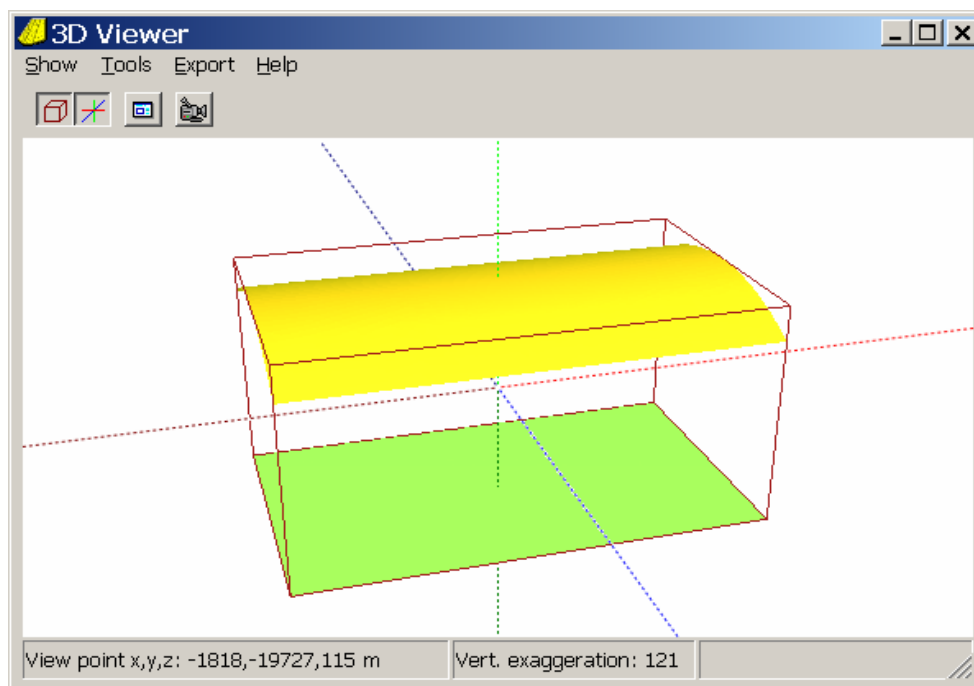 3D Viewer
Show Tools Export Help
View point x,y,z: -1818,-19727,115 m Vert. exaggeration: 121